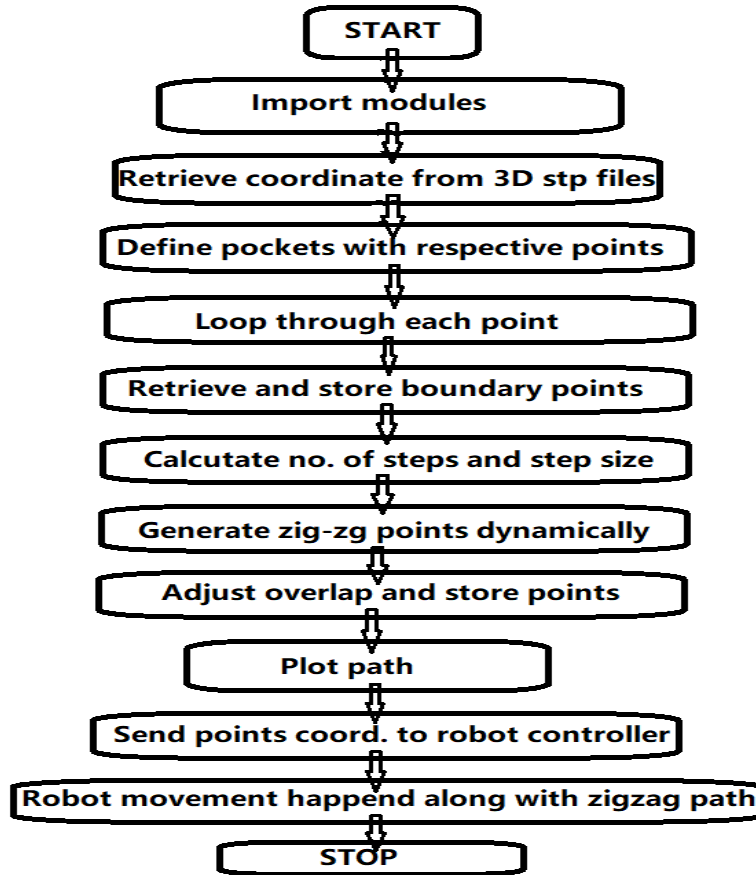 START
Import modules
Retrieve coordinate from 3D stp files
Define pockets with respective points
Loop through each point
Retrieve and store boundary points
Calcutate no. of steps and step size
Generate zig-zg points dynamically
Adjust overlap and store points
Plot path
Send points coord. to robot controller
Robot movement happend along with zigzag path
STOP